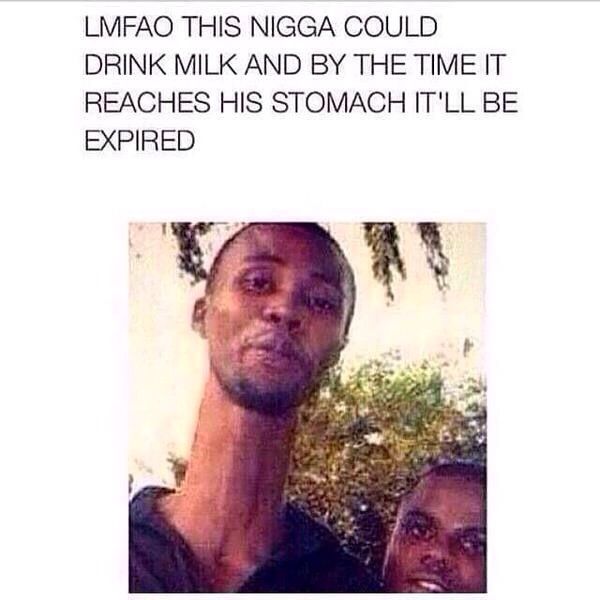 LMFAO THIS NIGGA COULD
DRINK MILK AND BY THE TIME IT
REACHES HIS STOMACH IT'LL BE
EXPIRED